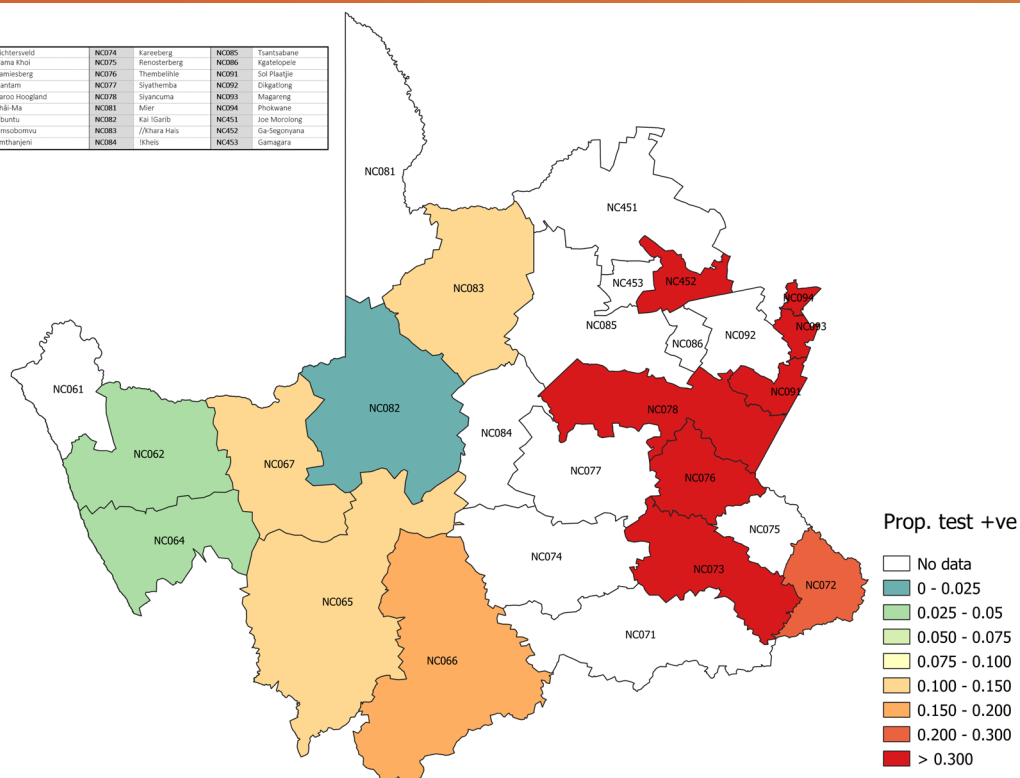 ichtersveld NC074 Kareeberg NC085 Tsantsabane
ama Khoi NC075 Renosterberg NC086 Kgatelopele
amiesberg NC076 Thembelihle NC091 Sol Plaatjie
antam NC077 Siyathemba NC092 Dikgatlong
aroo Hoogland NC078 Siyancuma NC093 Magareng
hâi-Ma NC081 Mier NC094 Phokwane
buntu NC082 Kai !Garib NC451 Joe Morolong
msobomvu NC083 //Khara Hais NC452 Ga-Segonyana
mthanjeni NC084 !Kheis NC453 Gamagara
NC081
NC451
NC453
NC452
NC083
NC094
NC085
NC093
NC092
NC086
NC061
NC091
NC082
NC078
NC084
NC062
NC067
NC077
NC076
NC075
NC064
NC074
NC073
NC072
NC065
NC071
NC066
Prop. test +ve
No data
0 - 0.025
0.025 - 0.05
0.050 - 0.075
0.075 - 0.100
0.100 - 0.150
0.150 - 0.200
0.200 - 0.300
> 0.300